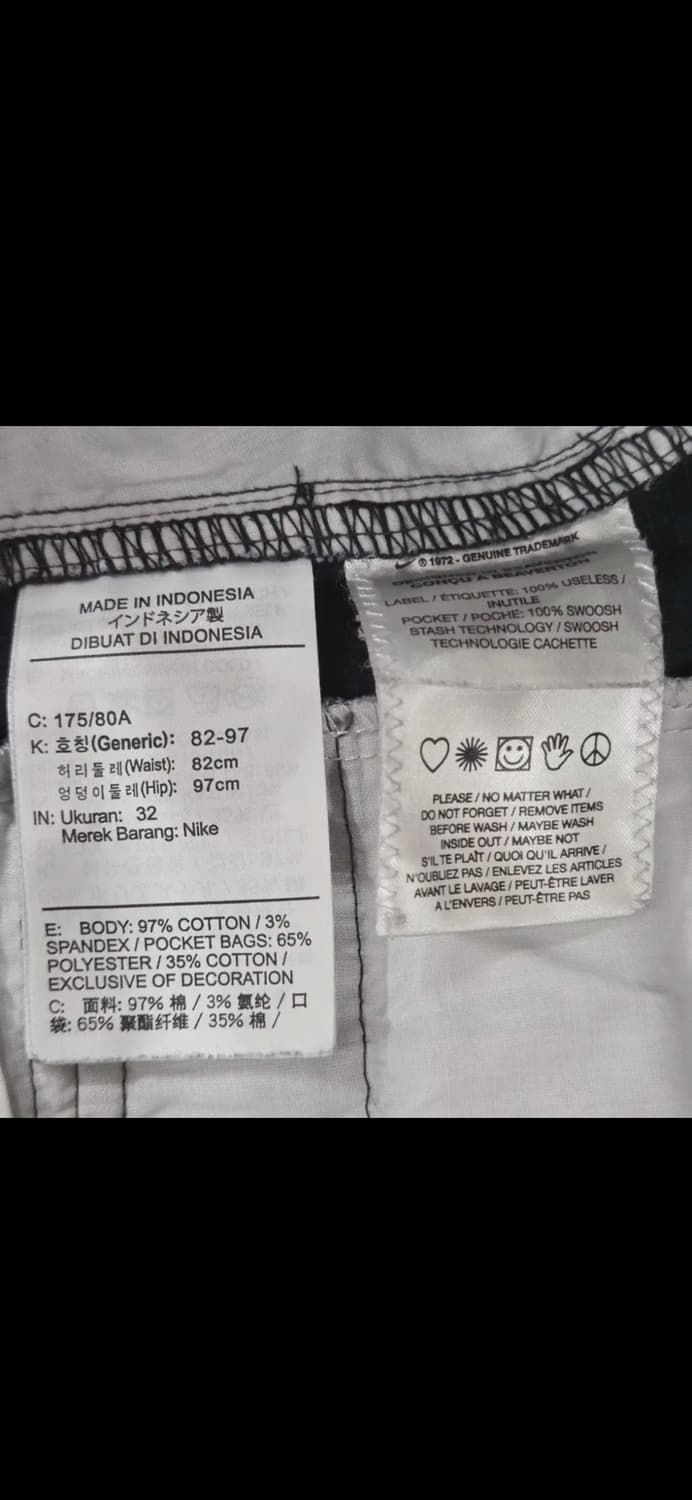 MADE IN INDONESIA
インドネシア製
DIBUAT DI INDONESIA
C: 175/80A
K: 호칭(Generic): 82-97
허리둘레(Waist): 82cm
엉덩이둘레(Hip): 97cm
IN: Ukuran: 32
Merek Barang: Nike
E: BODY: 97% COTTON / 3%
SPANDEX / POCKET BAGS: 65%
POLYESTER / 35% COTTON /
EXCLUSIVE OF DECORATION
C: 面料: 97% 棉 / 3% 氨纶 / 口
袋: 65% 聚酯纤维 / 35% 棉 /
® 1972 - GENUINE TRADEMARK
CONÇU À BEAVERTON
LABEL / ÉTIQUETTE: 100% USELESS /
INUTILE
POCKET / POCHE: 100% SWOOSH
STASH TECHNOLOGY / SWOOSH
TECHNOLOGIE CACHETTE
PLEASE / NO MATTER WHAT /
DO NOT FORGET / REMOVE ITEMS
BEFORE WASH / MAYBE WASH
INSIDE OUT / MAYBE NOT
S'IL TE PLAÎT / QUOI QU'IL ARRIVE /
N'OUBLIEZ PAS / ENLEVEZ LES ARTICLES
AVANT LE LAVAGE / PEUT-ÊTRE LAVER
A L'ENVERS / PEUT-ÊTRE PAS